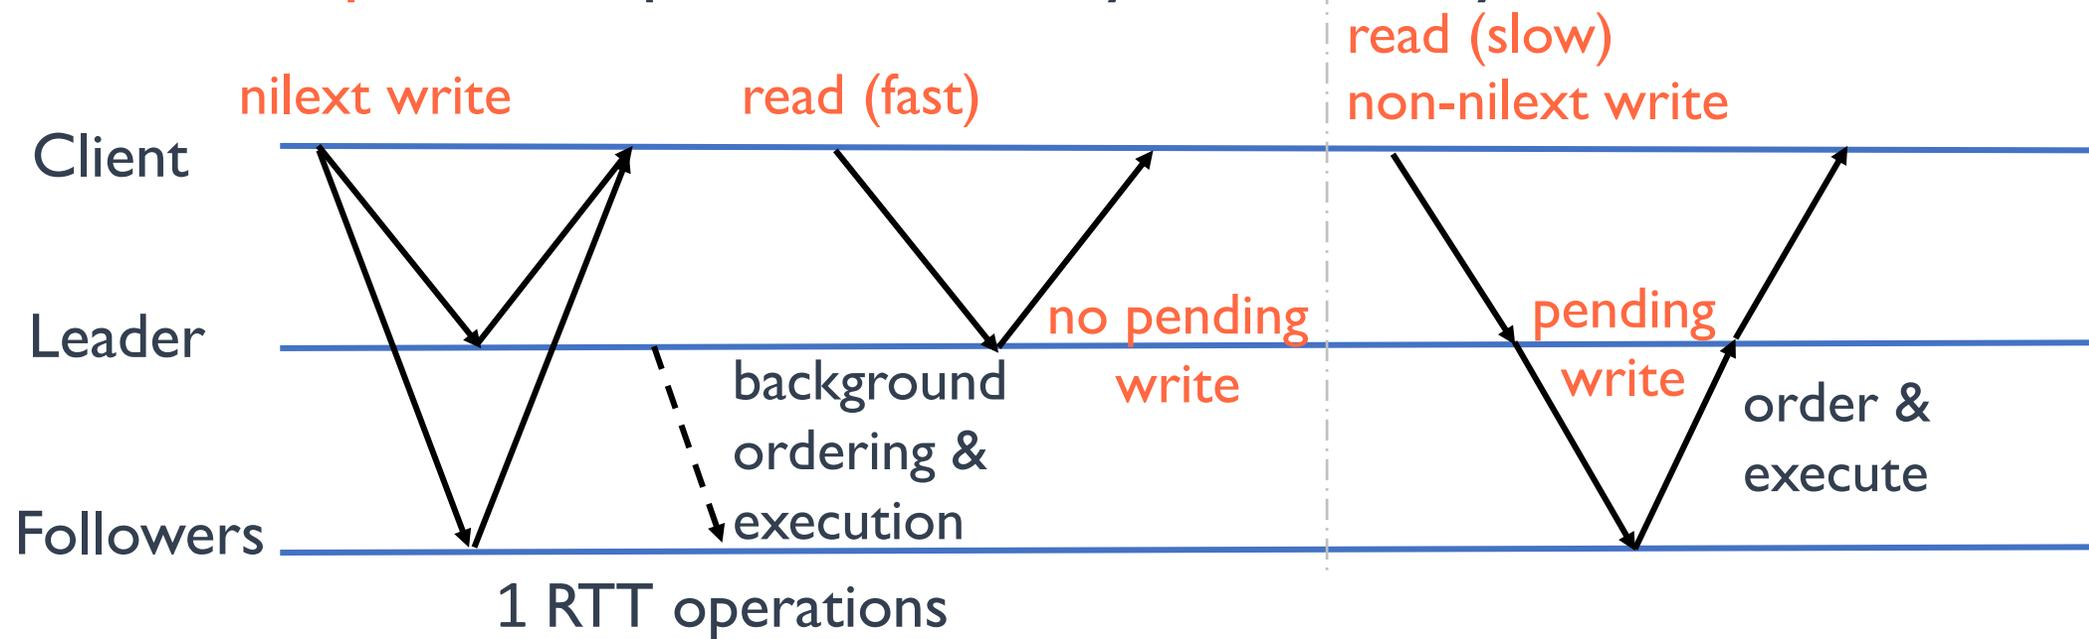 read (slow)
nilext write
read (fast)
non-nilext write
Client
Leader
no pending
write
pending
write
background
ordering &
execution
order &
execute
Followers
1 RTT operations